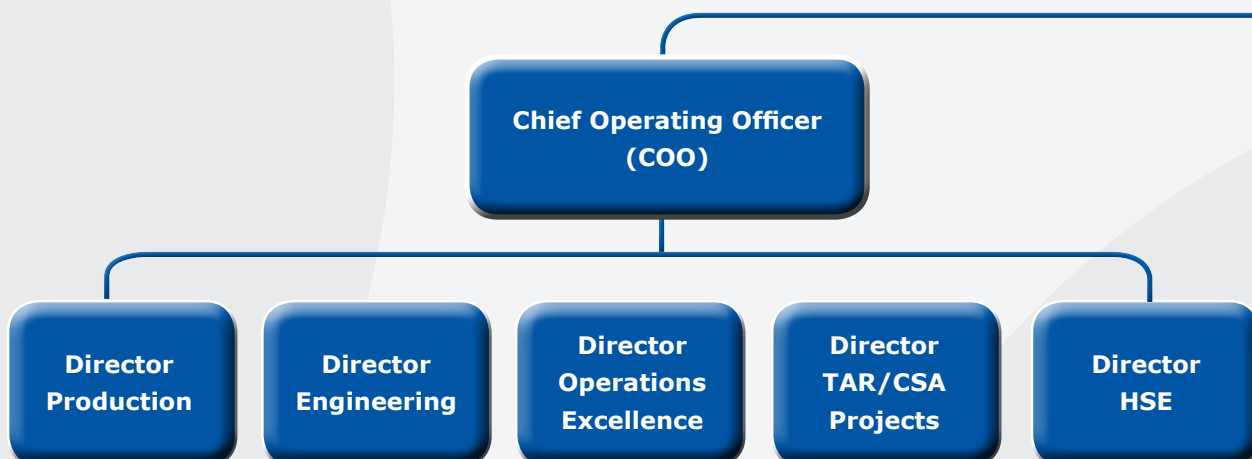 Chief Operating Officer
(COO)
Director
Production
Director
Engineering
Director
Operations
Excellence
Director
TAR/CSA
Projects
Director
HSE